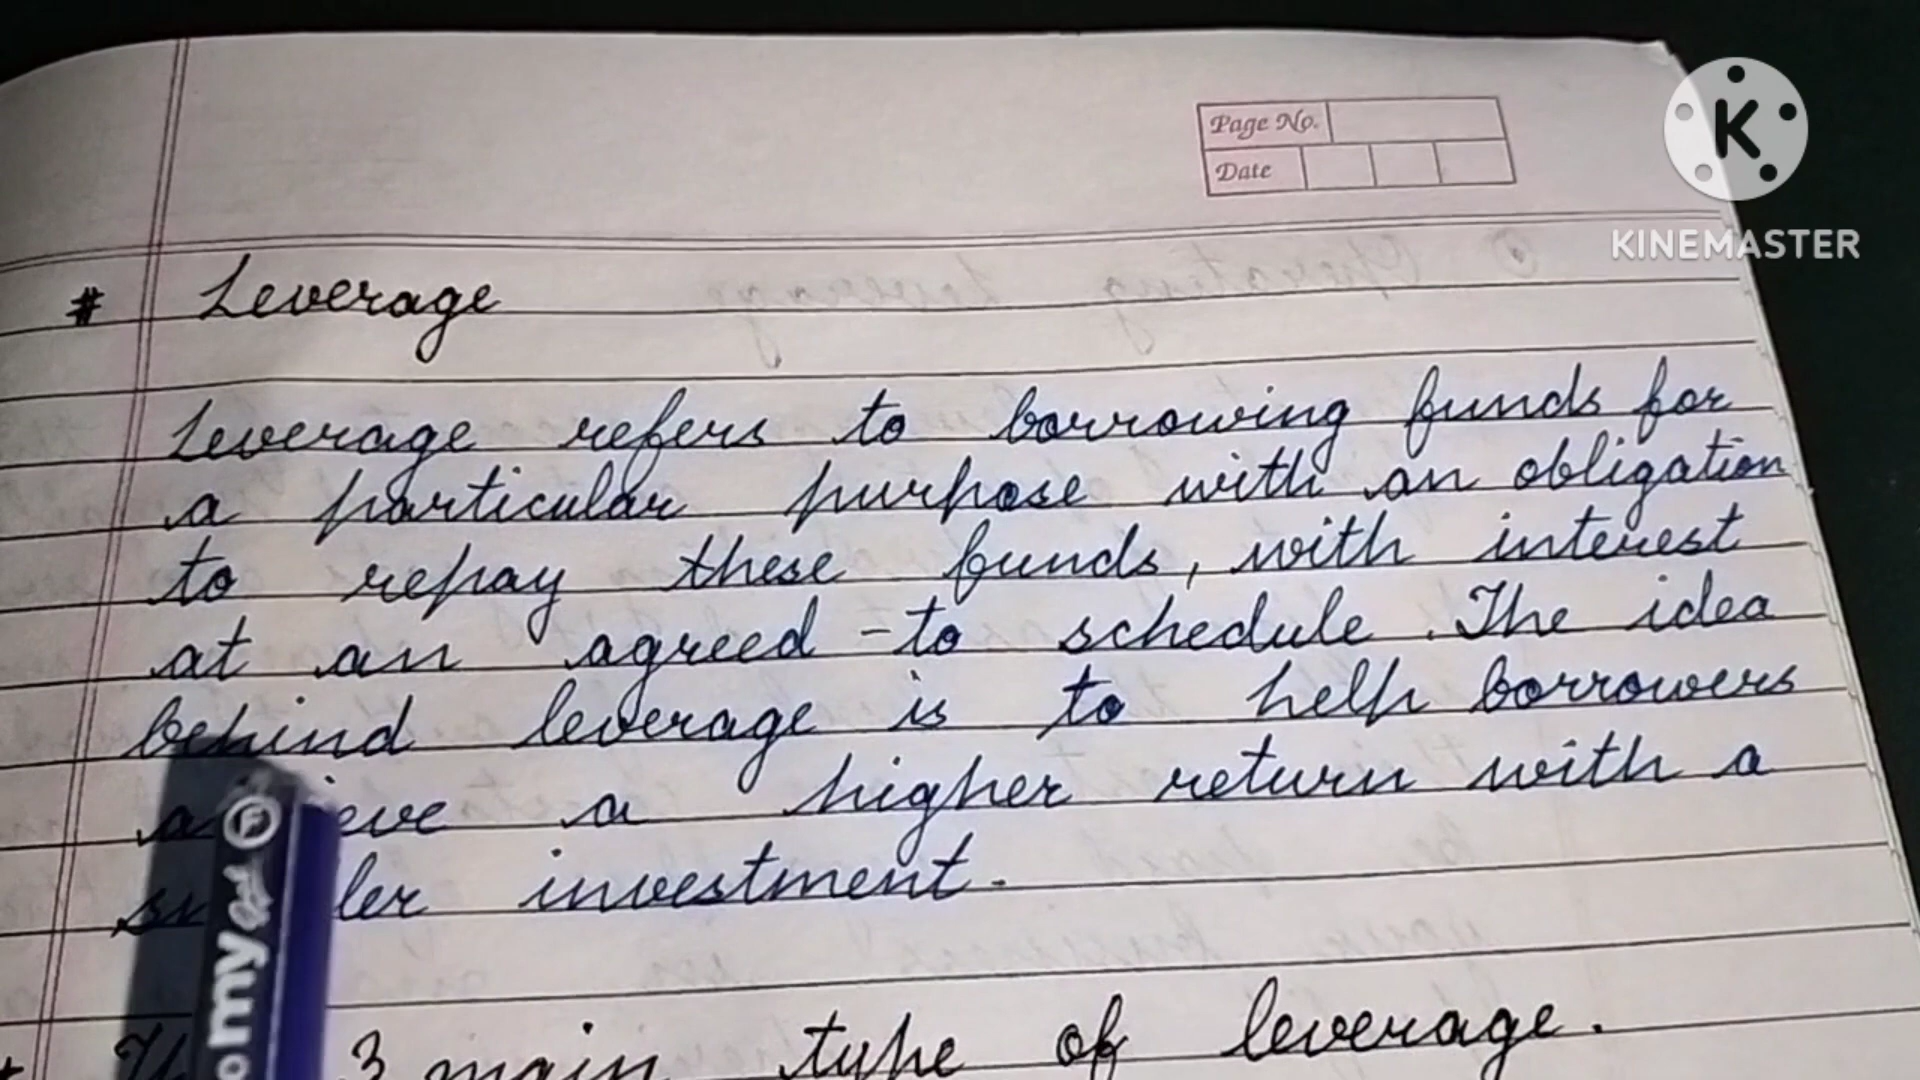 Page No.
Date
KINEMASTER
# Leverage
Leverage refers to borrowing funds for
a particular purpose with an obligation
to repay these funds, with interest
at an agreed-to schedule. The idea
behind leverage is to help borrowers
a higher return with a
investment.
3 main type of leverage.
my